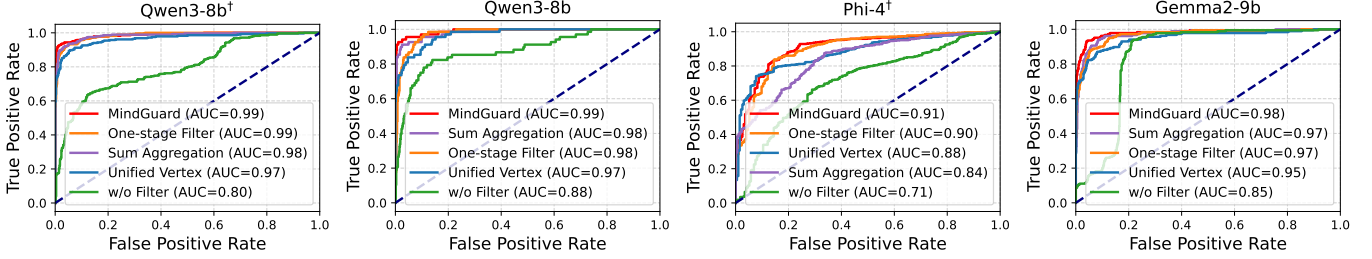 Qwen3-8b†
True Positive Rate
1.0
0.8
0.6
0.4
0.2
0.0
MindGuard (AUC=0.99)
One-stage Filter (AUC=0.99)
Sum Aggregation (AUC=0.98)
Unified Vertex (AUC=0.97)
w/o Filter (AUC=0.80)
0.0 0.2 0.4 0.6 0.8 1.0
False Positive Rate
Qwen3-8b
True Positive Rate
1.0
0.8
0.6
0.4
0.2
0.0
MindGuard (AUC=0.99)
Sum Aggregation (AUC=0.98)
One-stage Filter (AUC=0.98)
Unified Vertex (AUC=0.97)
w/o Filter (AUC=0.88)
0.0 0.2 0.4 0.6 0.8 1.0
False Positive Rate
Phi-4†
True Positive Rate
1.0
0.8
0.6
0.4
0.2
0.0
MindGuard (AUC=0.91)
One-stage Filter (AUC=0.90)
Unified Vertex (AUC=0.88)
Sum Aggregation (AUC=0.84)
w/o Filter (AUC=0.71)
0.0 0.2 0.4 0.6 0.8 1.0
False Positive Rate
Gemma2-9b
True Positive Rate
1.0
0.8
0.6
0.4
0.2
0.0
MindGuard (AUC=0.98)
Sum Aggregation (AUC=0.97)
One-stage Filter (AUC=0.97)
Unified Vertex (AUC=0.95)
w/o Filter (AUC=0.85)
0.0 0.2 0.4 0.6 0.8 1.0
False Positive Rate